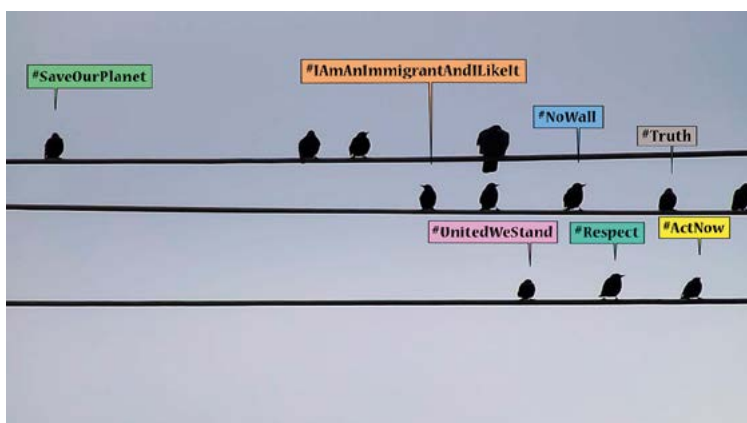 #SaveOurPlanet
#IAmAnImmigrantAndILikeIt
#NoWall
#Truth
#UnitedWeStand
#Respect
#ActNow